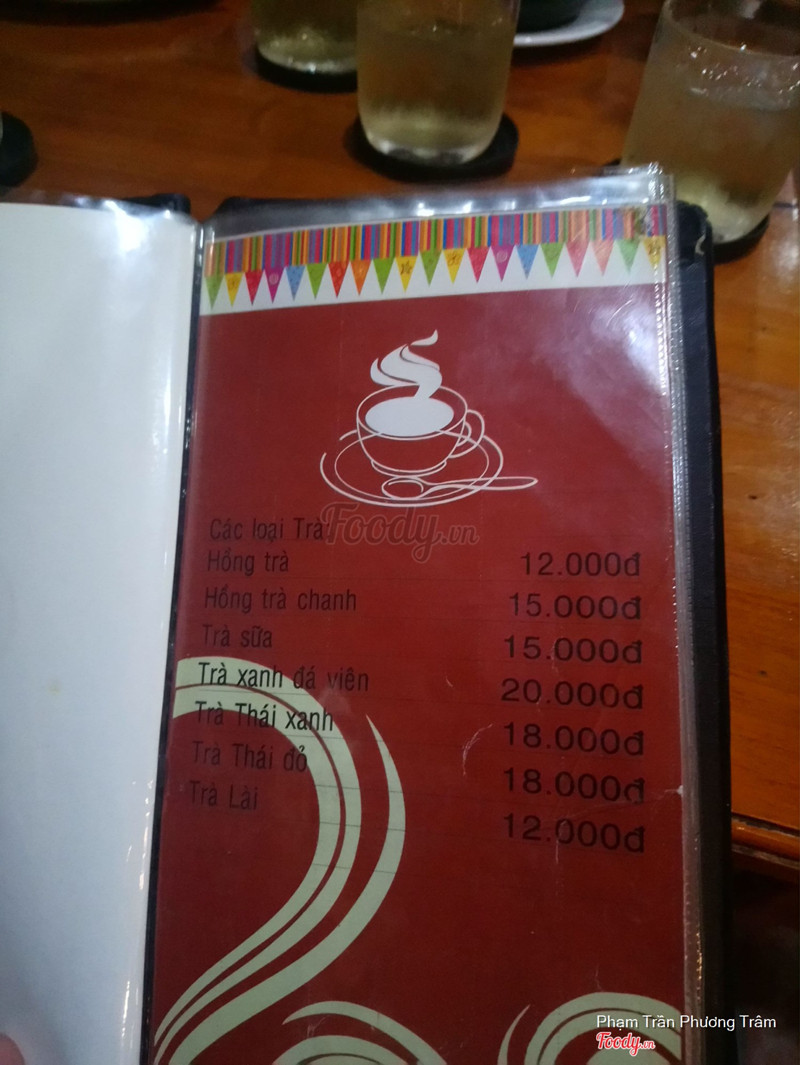 Foody.vn
Các loại Trà:
Hồng trà 12.000đ
Hồng trà chanh 15.000đ
Trà sữa 15.000đ
Trà xanh đá viên 20.000đ
Trà Thái xanh 18.000đ
Trà Thái đỏ 18.000đ
Trà Lài 12.000đ
Phạm Trần Phương Trâm
Foody.vn